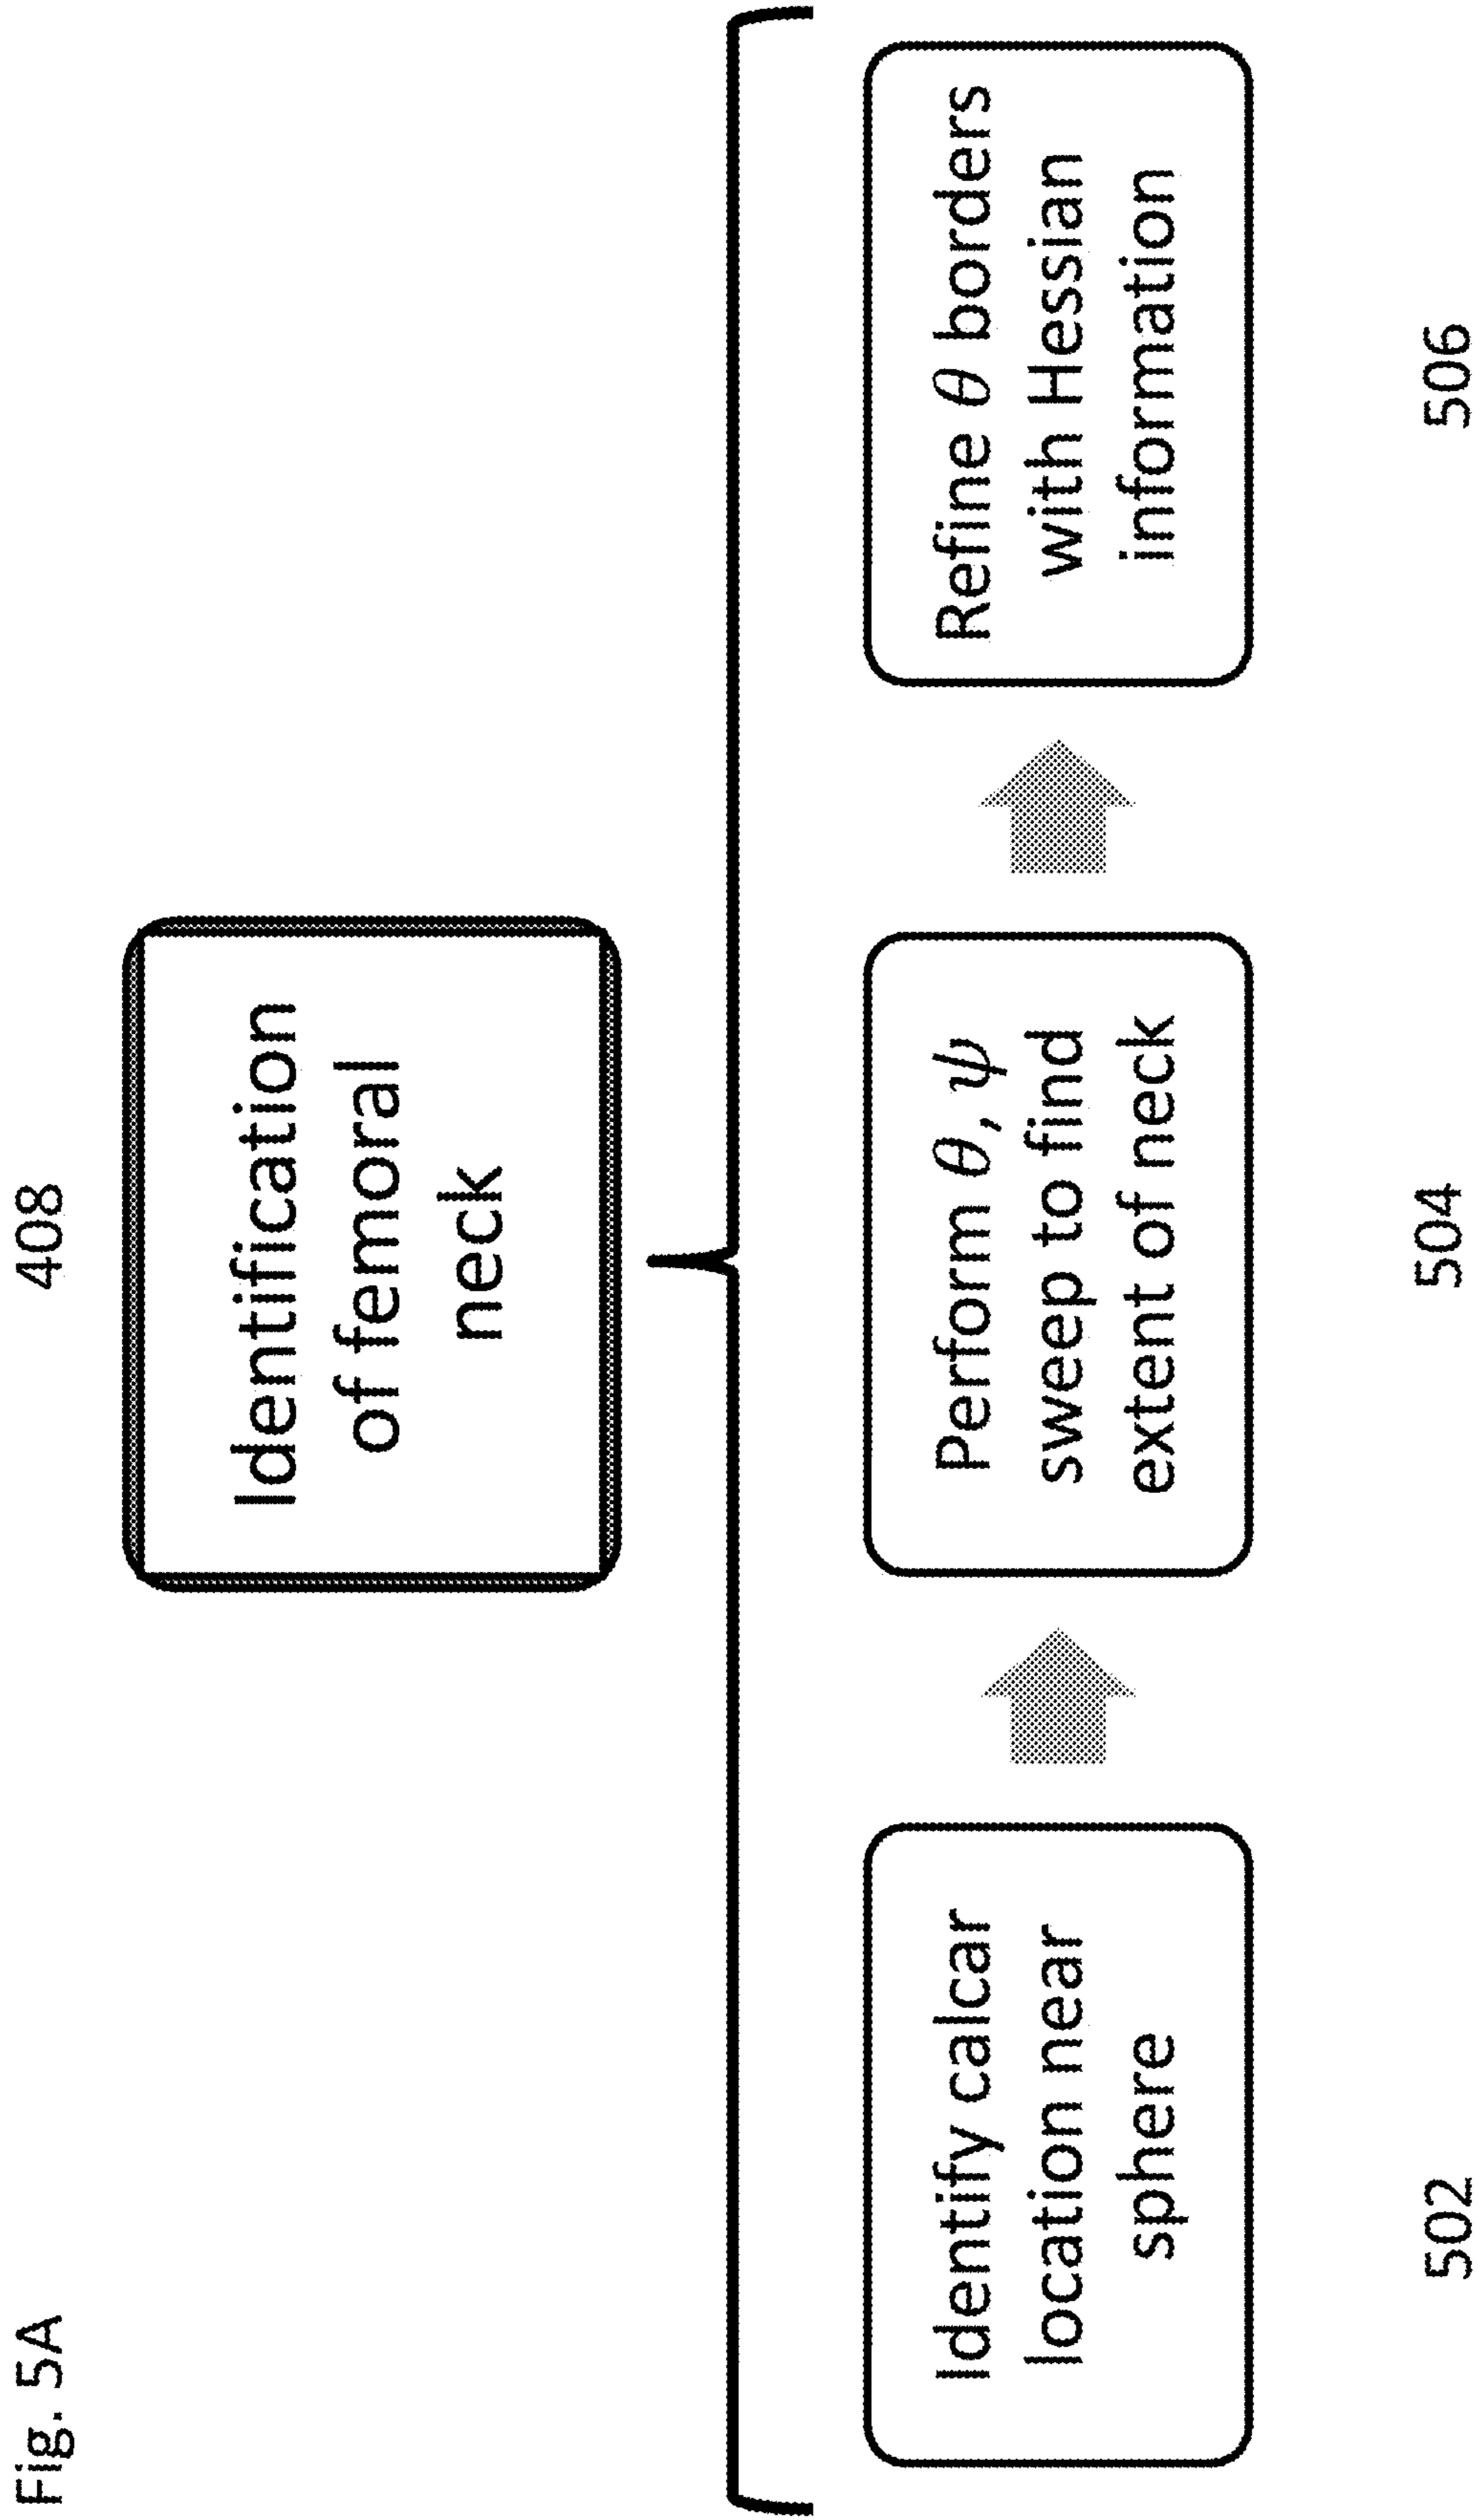 Fig. 5A
408
Identification
of femoral
neck
Identify calcar
location near
sphere
Perform θ, ψ
sweep to find
extent of neck
Refine θ borders
with Hessian
information
502
504
506